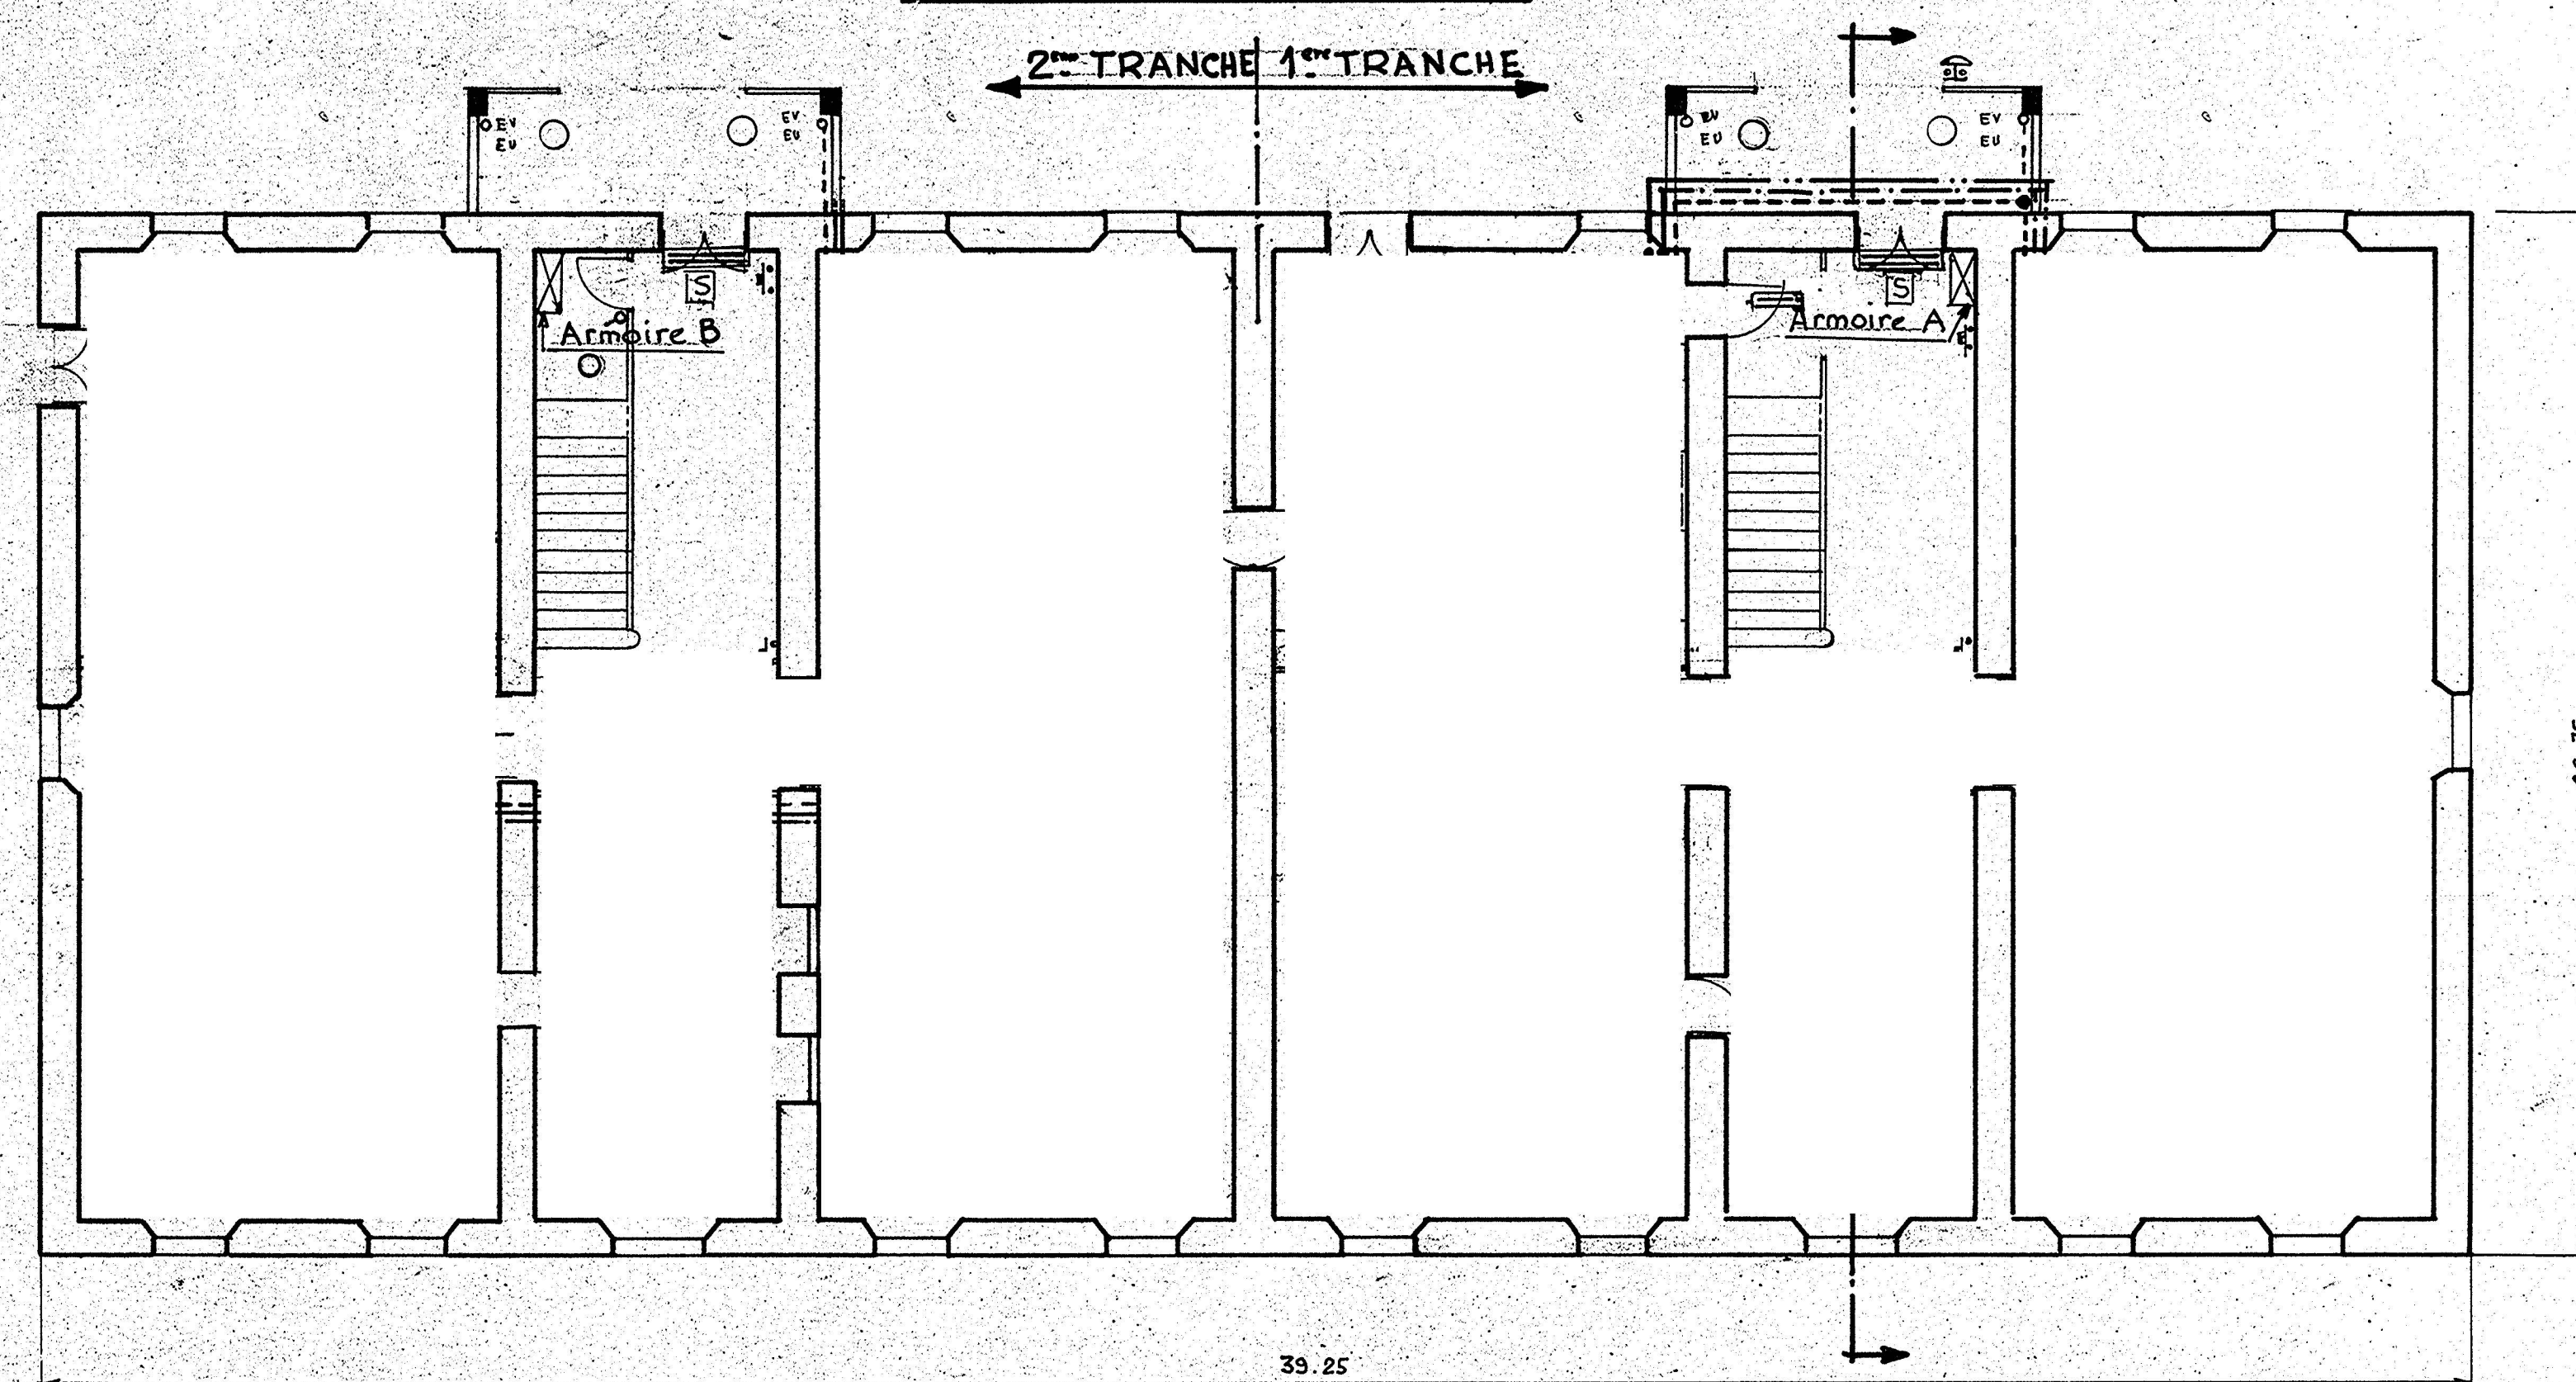 2ème TRANCHE 1ère TRANCHE
EV
EU
EV
EU
EV
EU
EV
EU
S
S
Armoire B
Armoire A
39.25